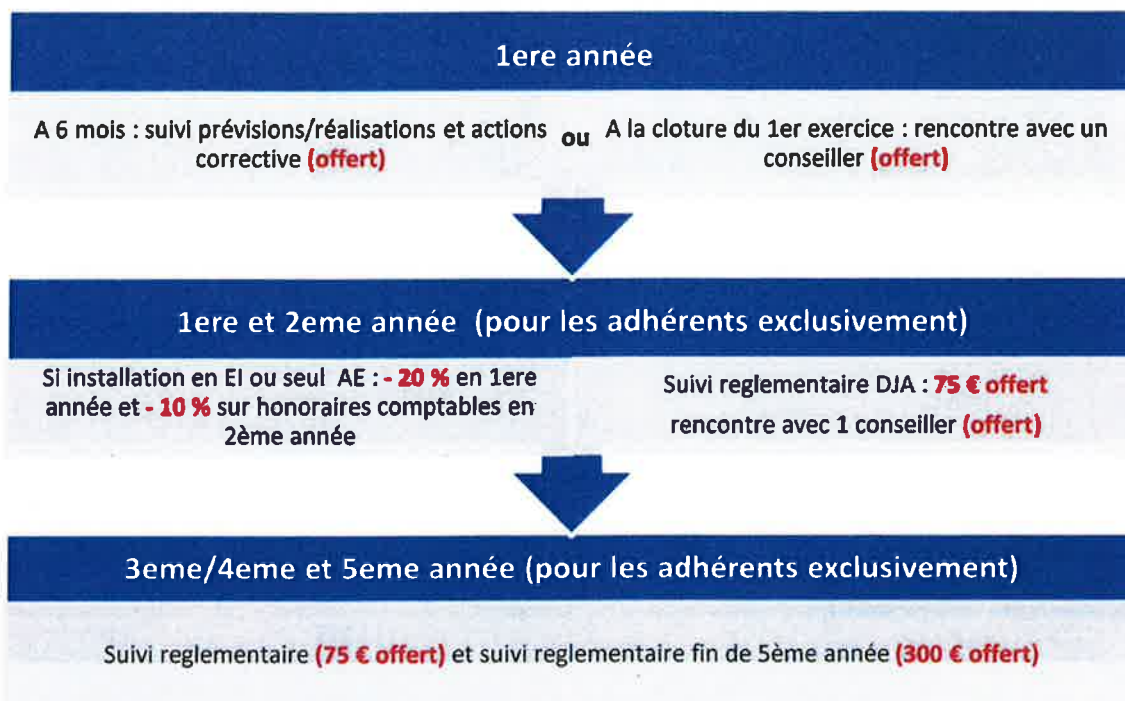 1ere année
A 6 mois : suivi prévisions/réalisations et actions
corrective (offert)
ou
A la cloture du 1er exercice : rencontre avec un
conseiller (offert)
1ere et 2eme année (pour les adhérents exclusivement)
Si installation en EI ou seul AE : - 20 % en 1ere
année et - 10 % sur honoraires comptables en
2ème année
Suivi reglementaire DJA : 75 € offert
rencontre avec 1 conseiller (offert)
3eme/4eme et 5eme année (pour les adhérents exclusivement)
Suivi reglementaire (75 € offert) et suivi reglementaire fin de 5ème année (300 € offert)